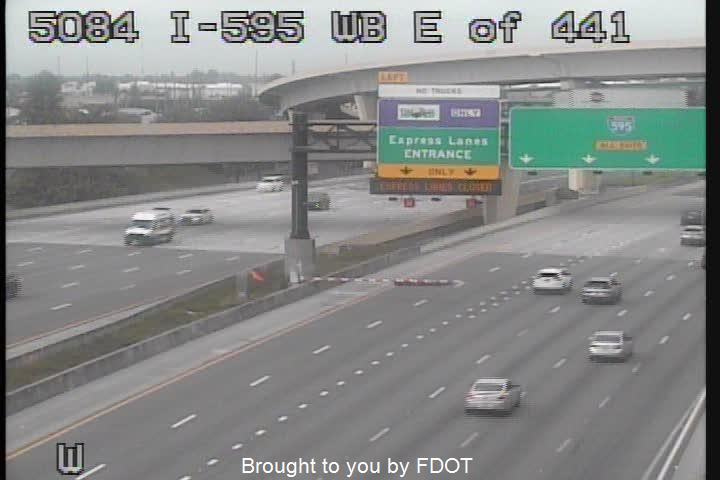 5084 I-595 WB E of 441
LEFT
NO TRUCKS
ONLY
Express Lanes
ENTRANCE
ONLY
EXPRESS LANES CLOSED
595
ALL SUVS
W
Brought to you by FDOT